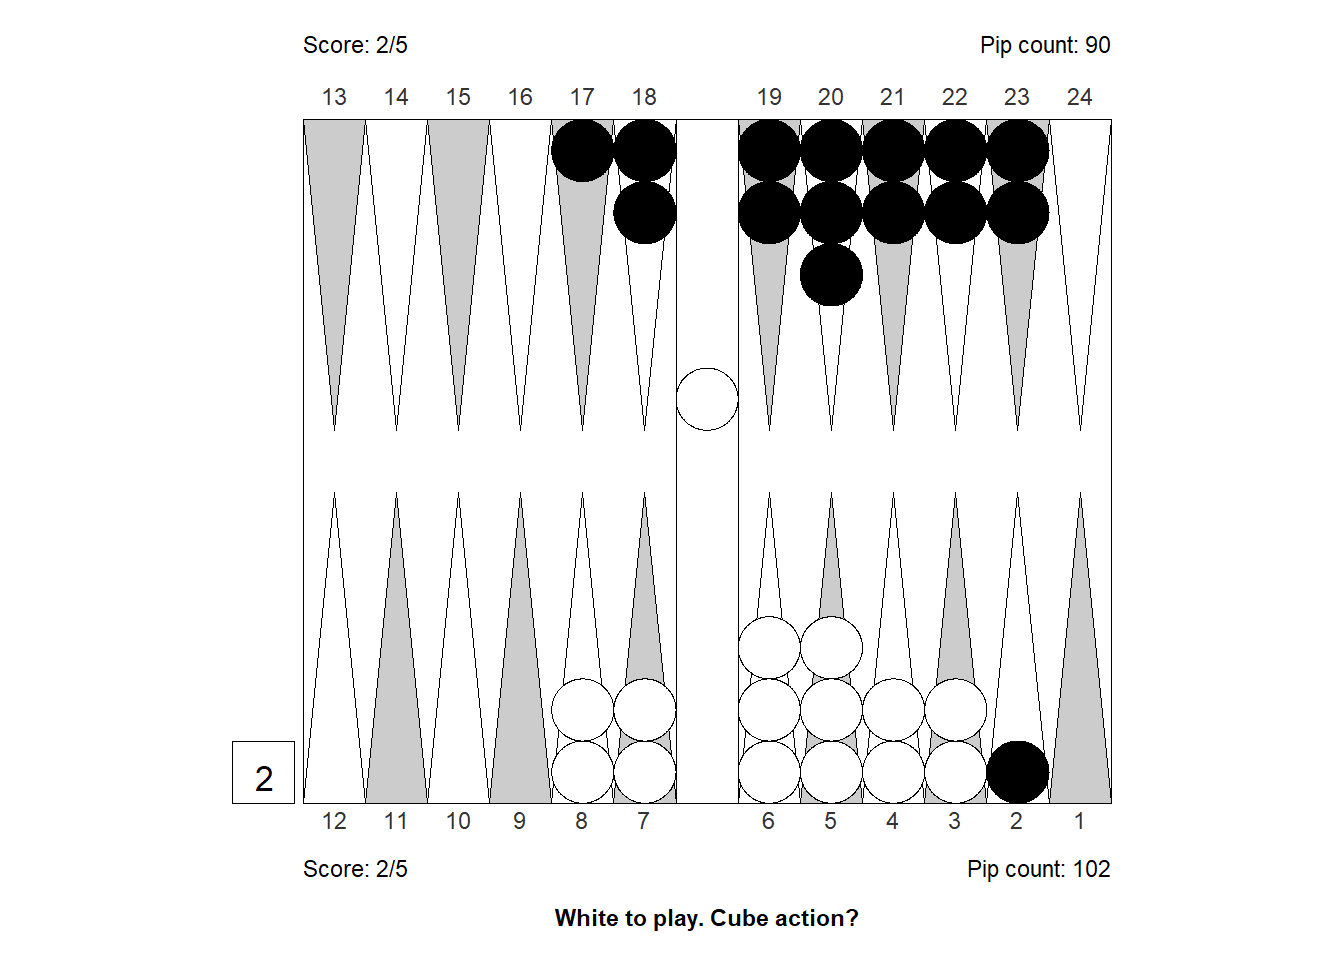 Score: 2/5 Pip count: 90
13 14 15 16 17 18 19 20 21 22 23 24
2
12 11 10 9 8 7 6 5 4 3 2 1
Score: 2/5 Pip count: 102
White to play. Cube action?